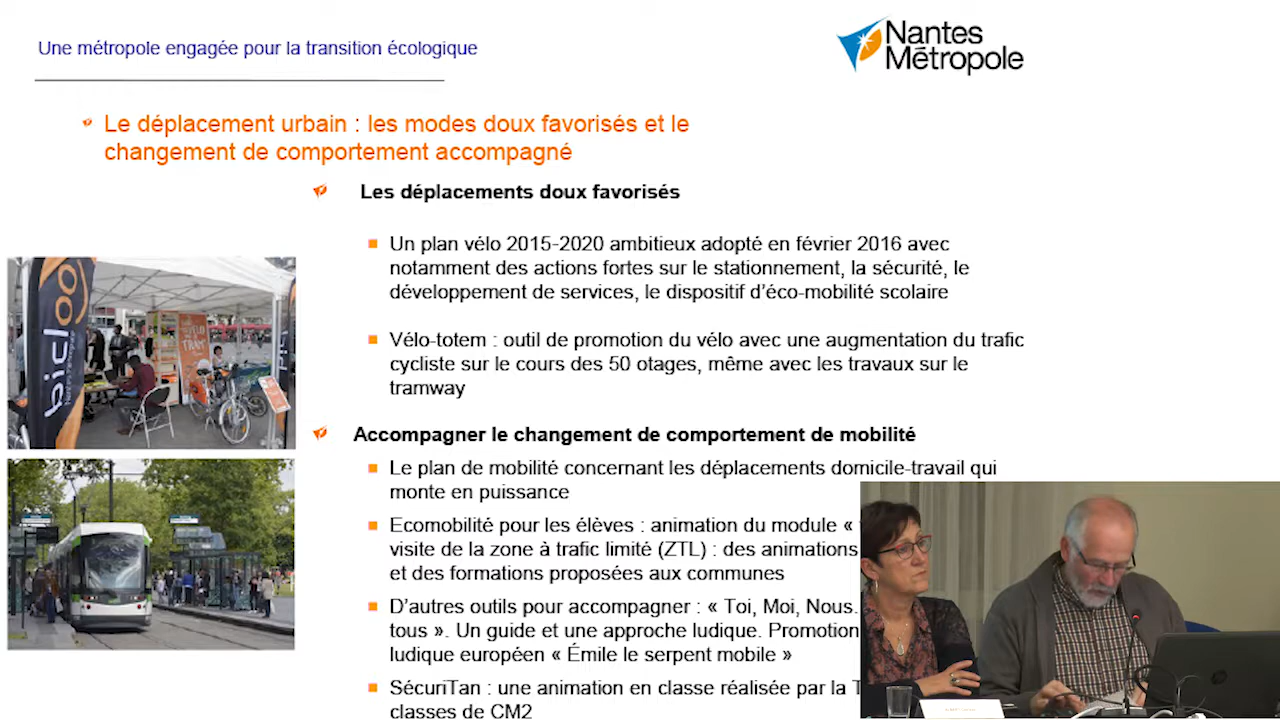 Une métropole engagée pour la transition écologique
Nantes
Métropole
Le déplacement urbain : les modes doux favorisés et le
changement de comportement accompagné
Les déplacements doux favorisés
Un plan vélo 2015-2020 ambitieux adopté en février 2016 avec
notamment des actions fortes sur le stationnement, la sécurité, le
développement de services, le dispositif d’éco-mobilité scolaire
Vélo-totem : outil de promotion du vélo avec une augmentation du trafic
cycliste sur le cours des 50 otages, même avec les travaux sur le
tramway
bicloo
Accompagner le changement de comportement de mobilité
Le plan de mobilité concernant les déplacements domicile-travail qui
monte en puissance
Ecomobilité pour les élèves : animation du module «
visite de la zone à trafic limité (ZTL) : des animations
et des formations proposées aux communes
D’autres outils pour accompagner : « Toi, Moi, Nous.
tous ». Un guide et une approche ludique. Promotion
ludique européen « Émile le serpent mobile »
SécuriTan : une animation en classe réalisée par la T
classes de CM2